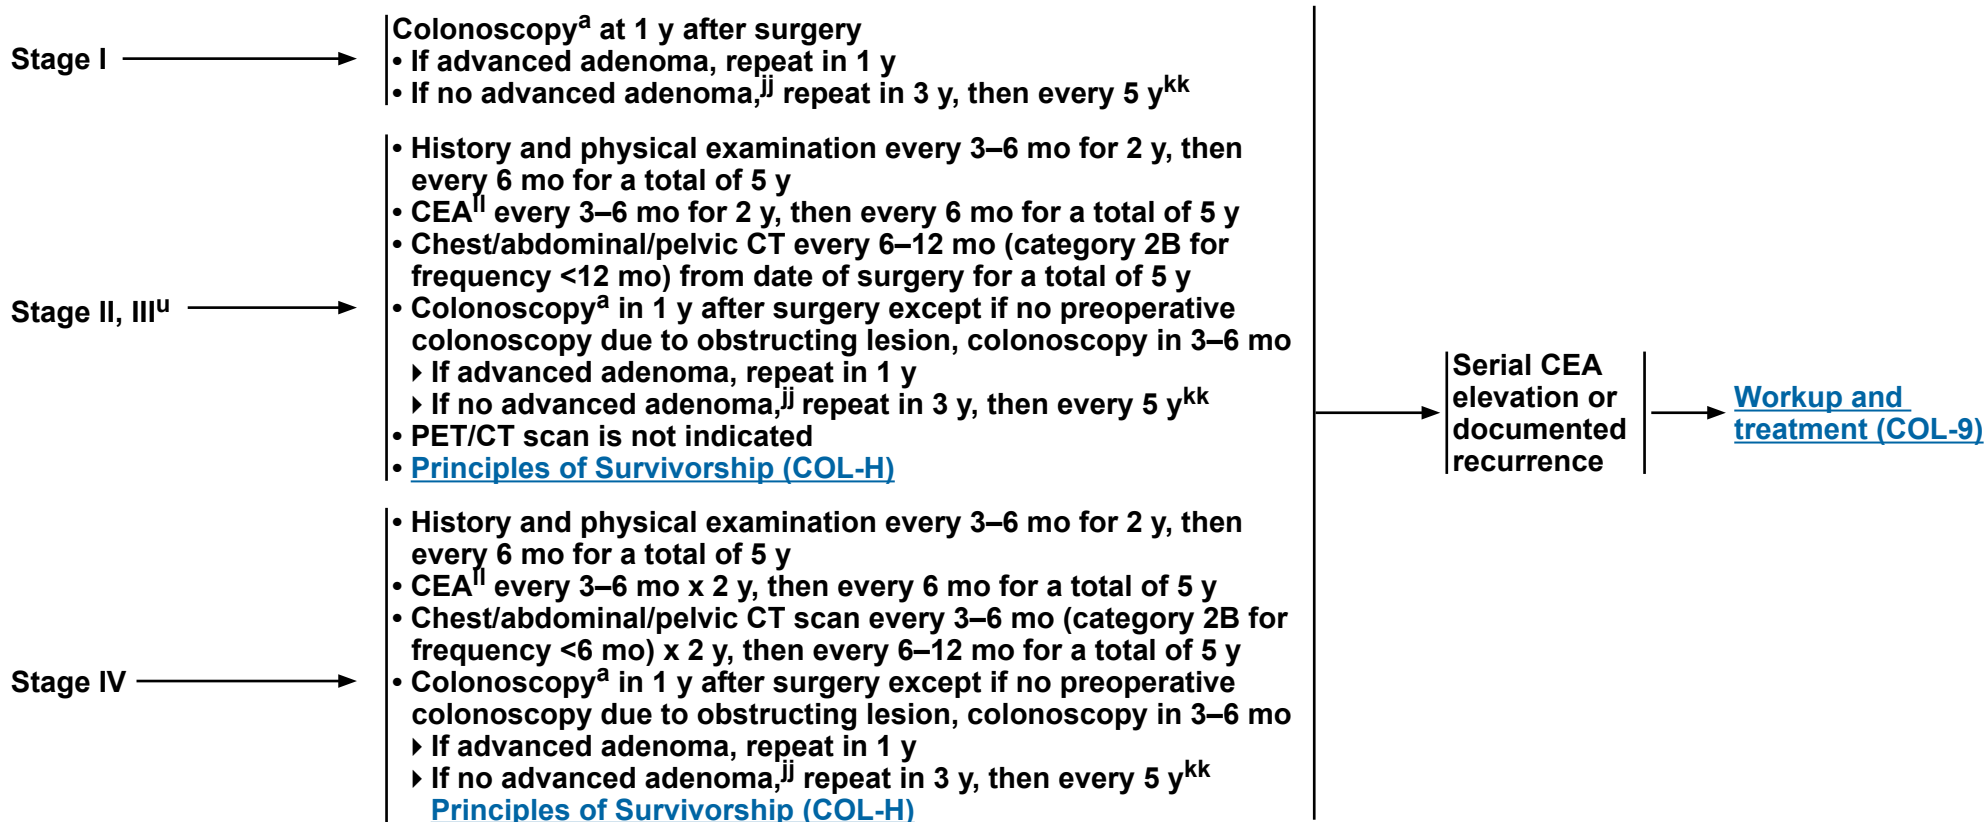 Stage I
Colonoscopy^a at 1 y after surgery
• If advanced adenoma, repeat in 1 y
• If no advanced adenoma,^jj repeat in 3 y, then every 5 y^kk
Stage II, III^u
• History and physical examination every 3–6 mo for 2 y, then
every 6 mo for a total of 5 y
• CEA^ll every 3–6 mo for 2 y, then every 6 mo for a total of 5 y
• Chest/abdominal/pelvic CT every 6–12 mo (category 2B for
frequency <12 mo) from date of surgery for a total of 5 y
• Colonoscopy^a in 1 y after surgery except if no preoperative
colonoscopy due to obstructing lesion, colonoscopy in 3–6 mo
▸ If advanced adenoma, repeat in 1 y
▸ If no advanced adenoma,^jj repeat in 3 y, then every 5 y^kk
• PET/CT scan is not indicated
• Principles of Survivorship (COL-H)
Stage IV
• History and physical examination every 3–6 mo for 2 y, then
every 6 mo for a total of 5 y
• CEA^ll every 3–6 mo x 2 y, then every 6 mo for a total of 5 y
• Chest/abdominal/pelvic CT scan every 3–6 mo (category 2B for
frequency <6 mo) x 2 y, then every 6–12 mo for a total of 5 y
• Colonoscopy^a in 1 y after surgery except if no preoperative
colonoscopy due to obstructing lesion, colonoscopy in 3–6 mo
▸ If advanced adenoma, repeat in 1 y
▸ If no advanced adenoma,^jj repeat in 3 y, then every 5 y^kk
Principles of Survivorship (COL-H)
Serial CEA
elevation or
documented
recurrence
Workup and
treatment (COL-9)